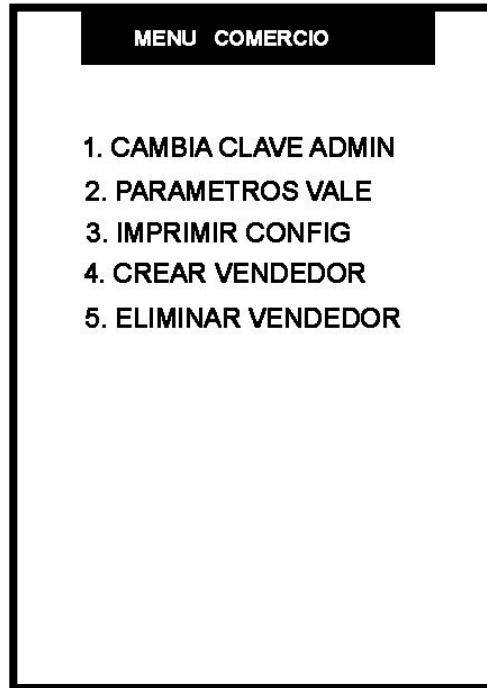 MENU COMERCIO
1. CAMBIA CLAVE ADMIN
2. PARAMETROS VALE
3. IMPRIMIR CONFIG
4. CREAR VENDEDOR
5. ELIMINAR VENDEDOR